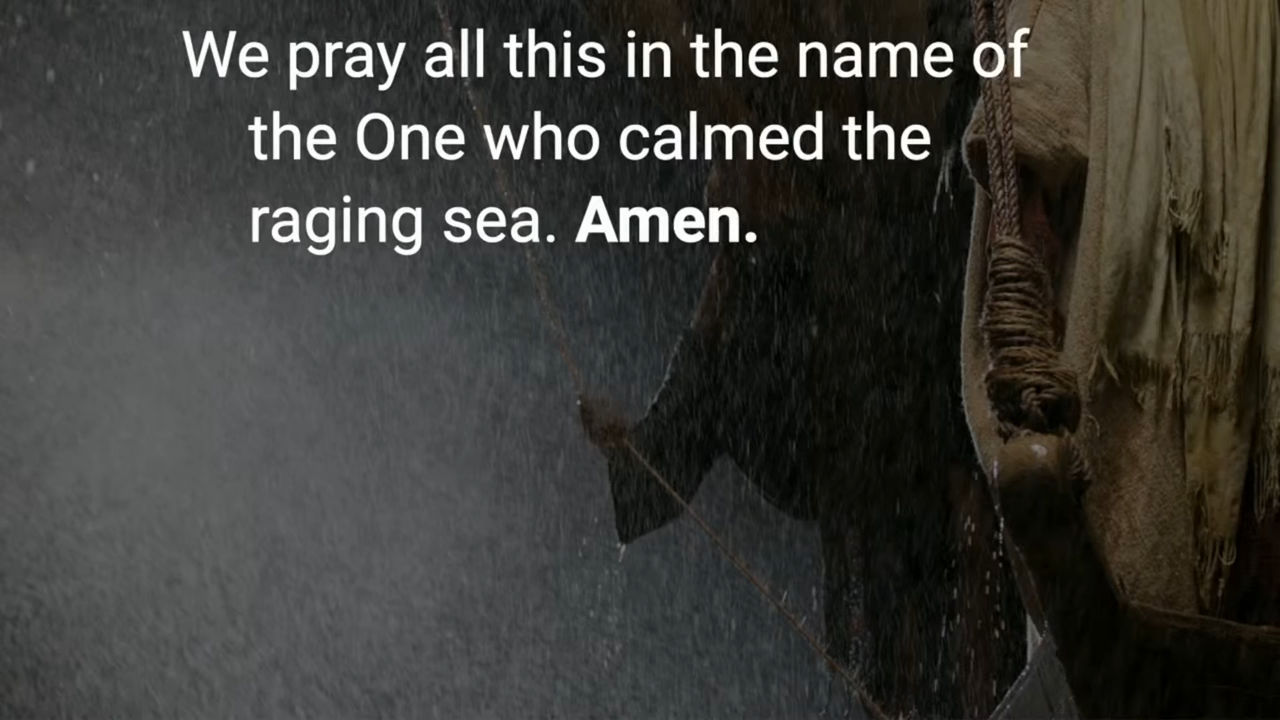 We pray all this in the name of
the One who calmed the
raging sea. Amen.